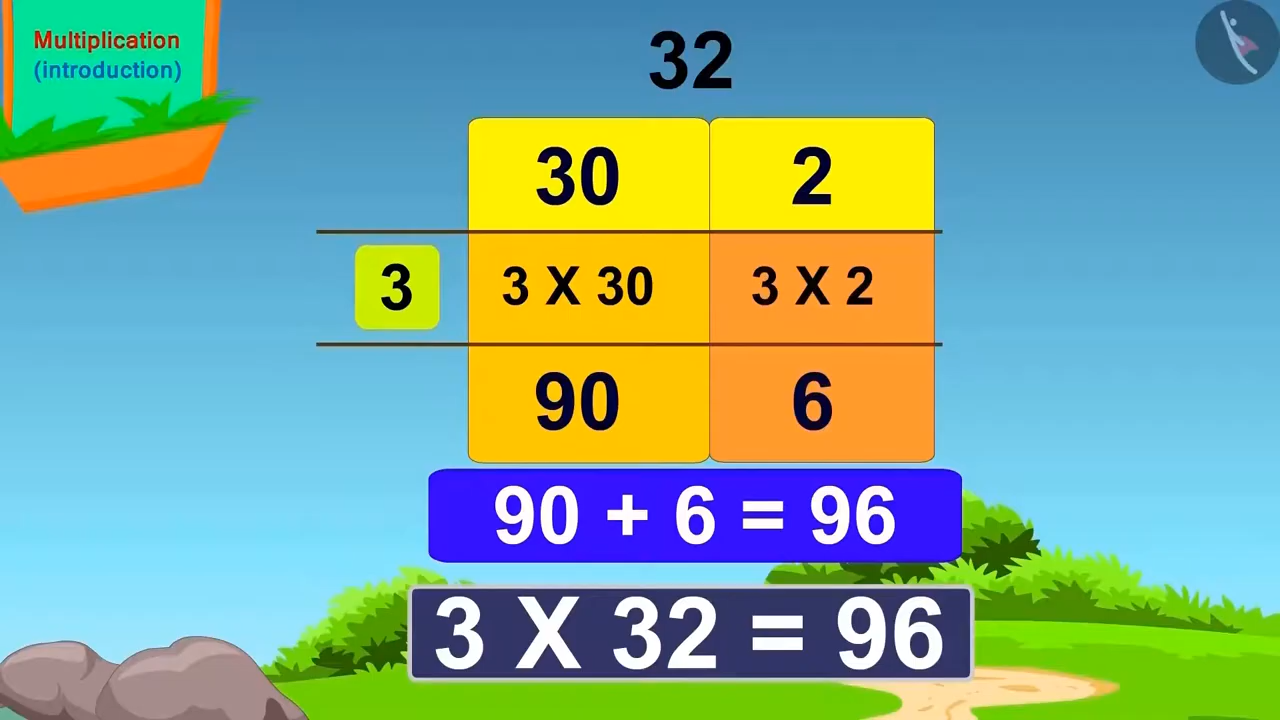 Multiplication
(introduction)
32
30 2
3 3 X 30 3 X 2
90 6
90 + 6 = 96
3 X 32 = 96